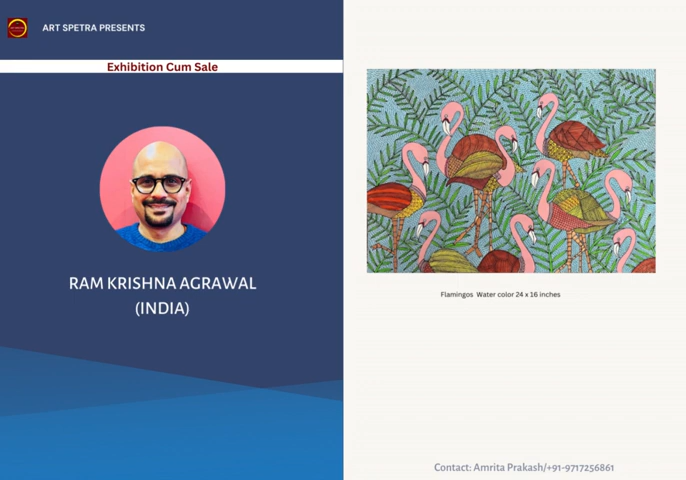 ART SPETRA PRESENTS
Exhibition Cum Sale
RAM KRISHNA AGRAWAL
(INDIA)
Flamingos Water color 24 x 16 inches
Contact: Amrita Prakash/+91-9717256861